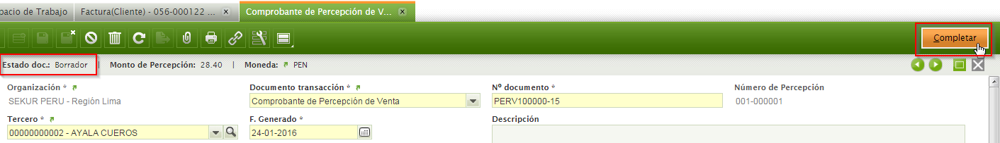 pacio de Trabajo Factura(Cliente) - 056-000122 ... Comprobante de Percepción de V...
Completar
Estado doc.: Borrador | Monto de Percepción: 28.40 | Moneda: PEN
Organización * Documento transacción * Nº documento * Número de Percepción
SEKUR PERU - Región Lima Comprobante de Percepción de Venta PERV100000-15 001-000001
Tercero * F. Generado * Descripción
00000000002 - AYALA CUEROS 24-01-2016